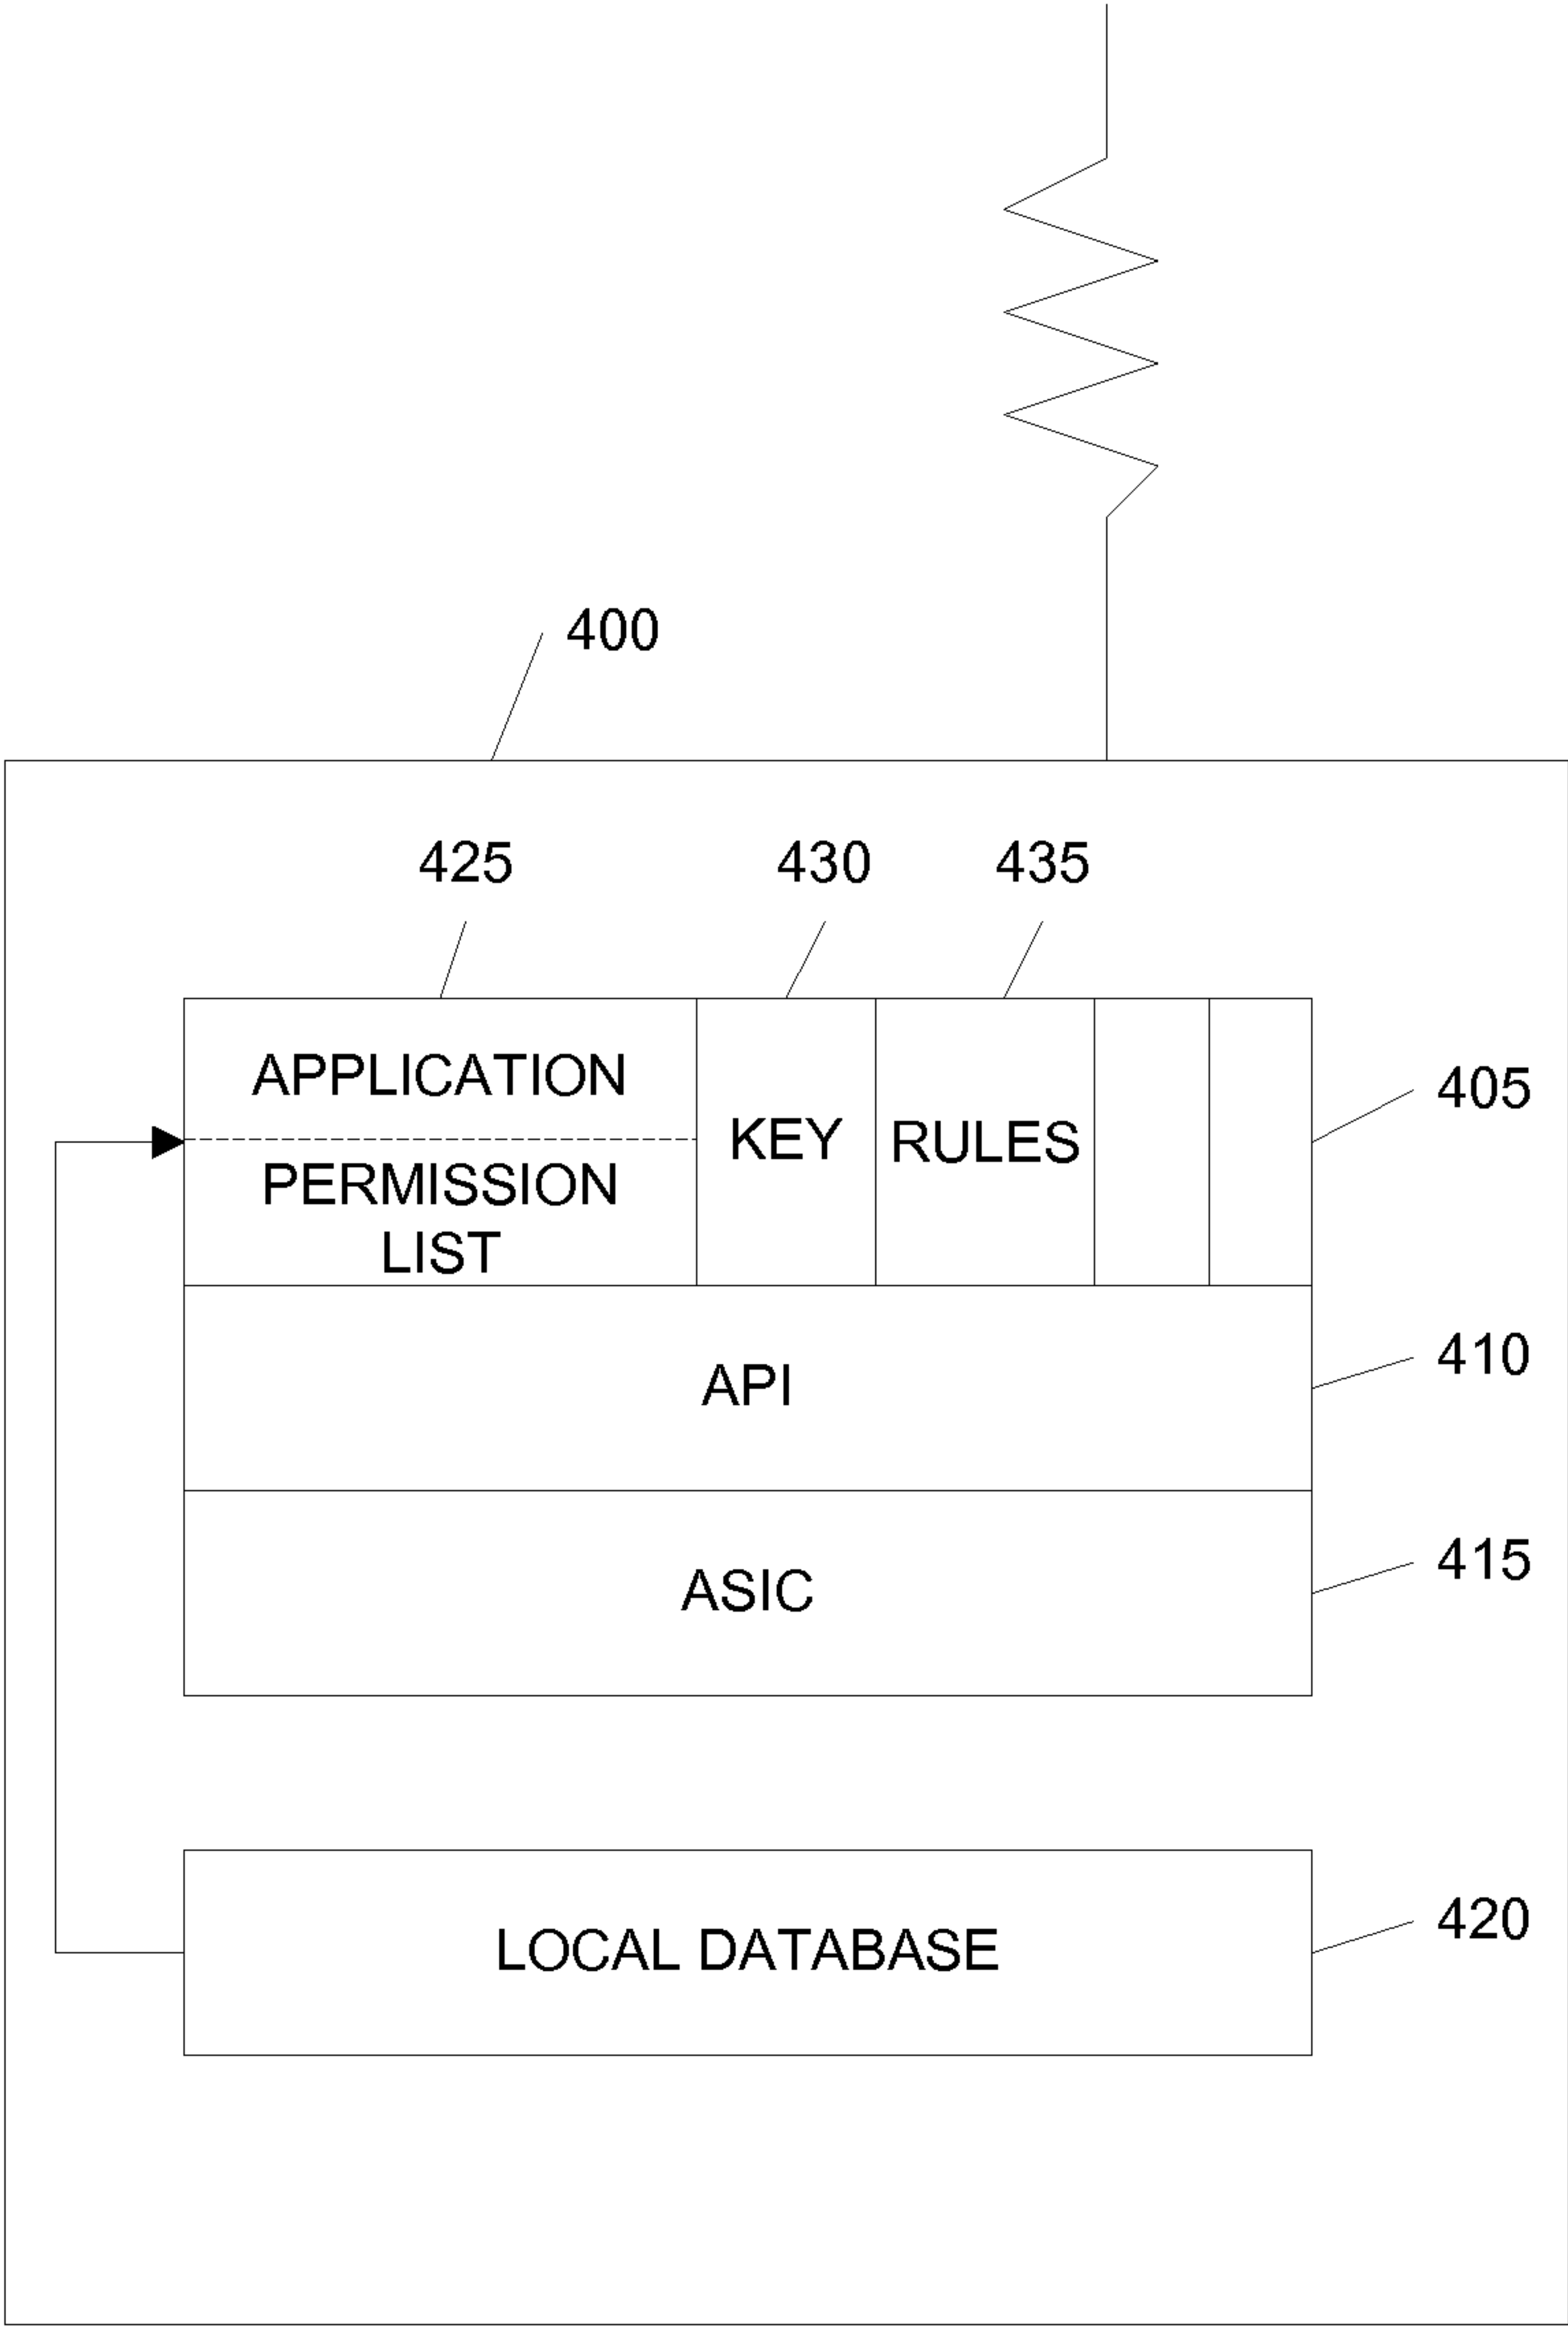 400
425 430 435
APPLICATION
PERMISSION
LIST
KEY
RULES
405
API
410
ASIC
415
LOCAL DATABASE
420